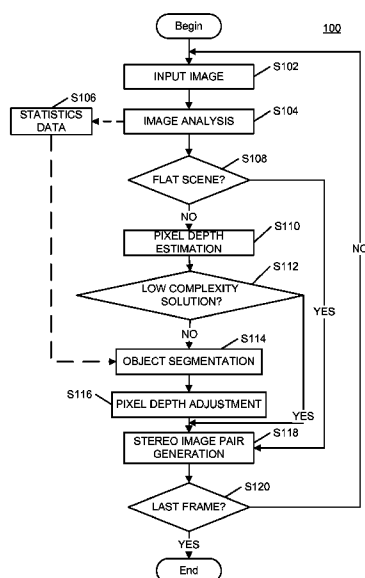 Begin
100
INPUT IMAGE
S102
S106
STATISTICS
DATA
IMAGE ANALYSIS
S104
S108
FLAT SCENE?
NO
NO
PIXEL DEPTH
ESTIMATION
S110
S112
LOW COMPLEXITY
SOLUTION?
YES
NO
S114
OBJECT SEGMENTATION
S116
PIXEL DEPTH ADJUSTMENT
YES
STEREO IMAGE PAIR
GENERATION
S118
S120
LAST FRAME?
YES
End